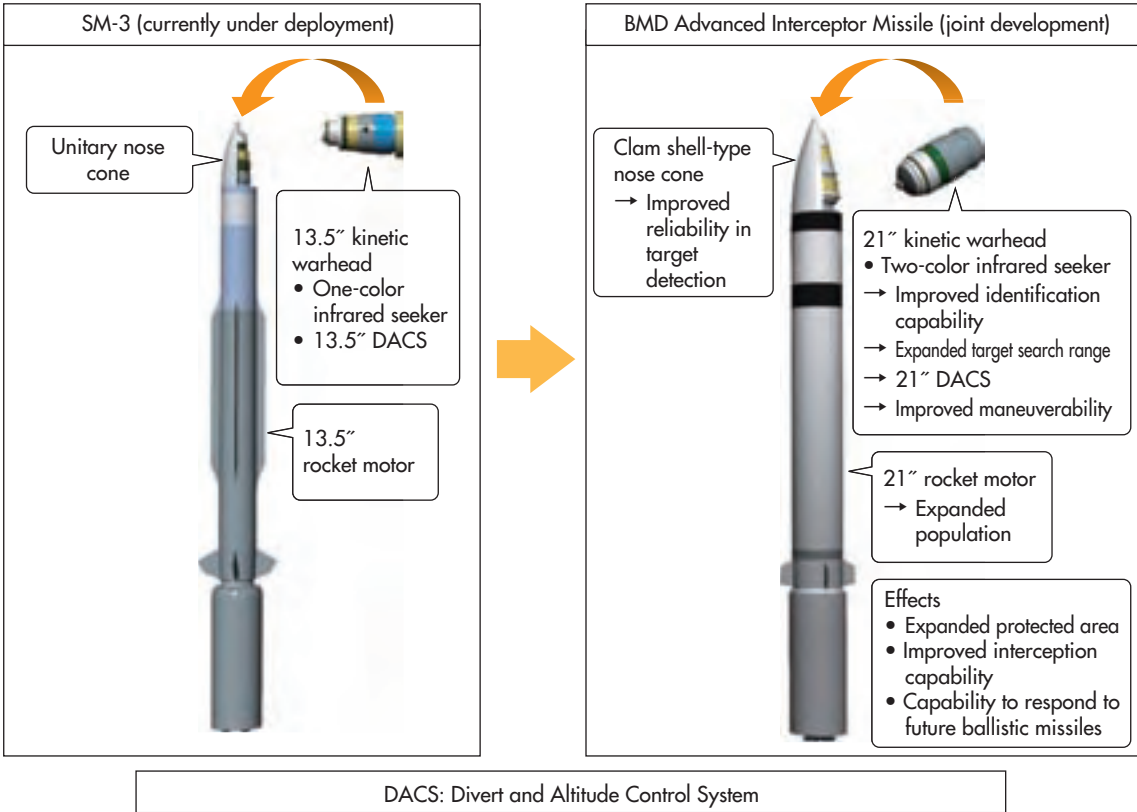 SM-3 (currently under deployment)
Unitary nose
cone
13.5″ kinetic
warhead
• One-color
infrared seeker
• 13.5″ DACS
13.5″
rocket motor
BMD Advanced Interceptor Missile (joint development)
Clam shell-type
nose cone
→ Improved
reliability in
target
detection
21″ kinetic warhead
• Two-color infrared seeker
→ Improved identification
capability
→ Expanded target search range
→ 21″ DACS
→ Improved maneuverability
21″ rocket motor
→ Expanded
population
Effects
• Expanded protected area
• Improved interception
capability
• Capability to respond to
future ballistic missiles
DACS: Divert and Altitude Control System